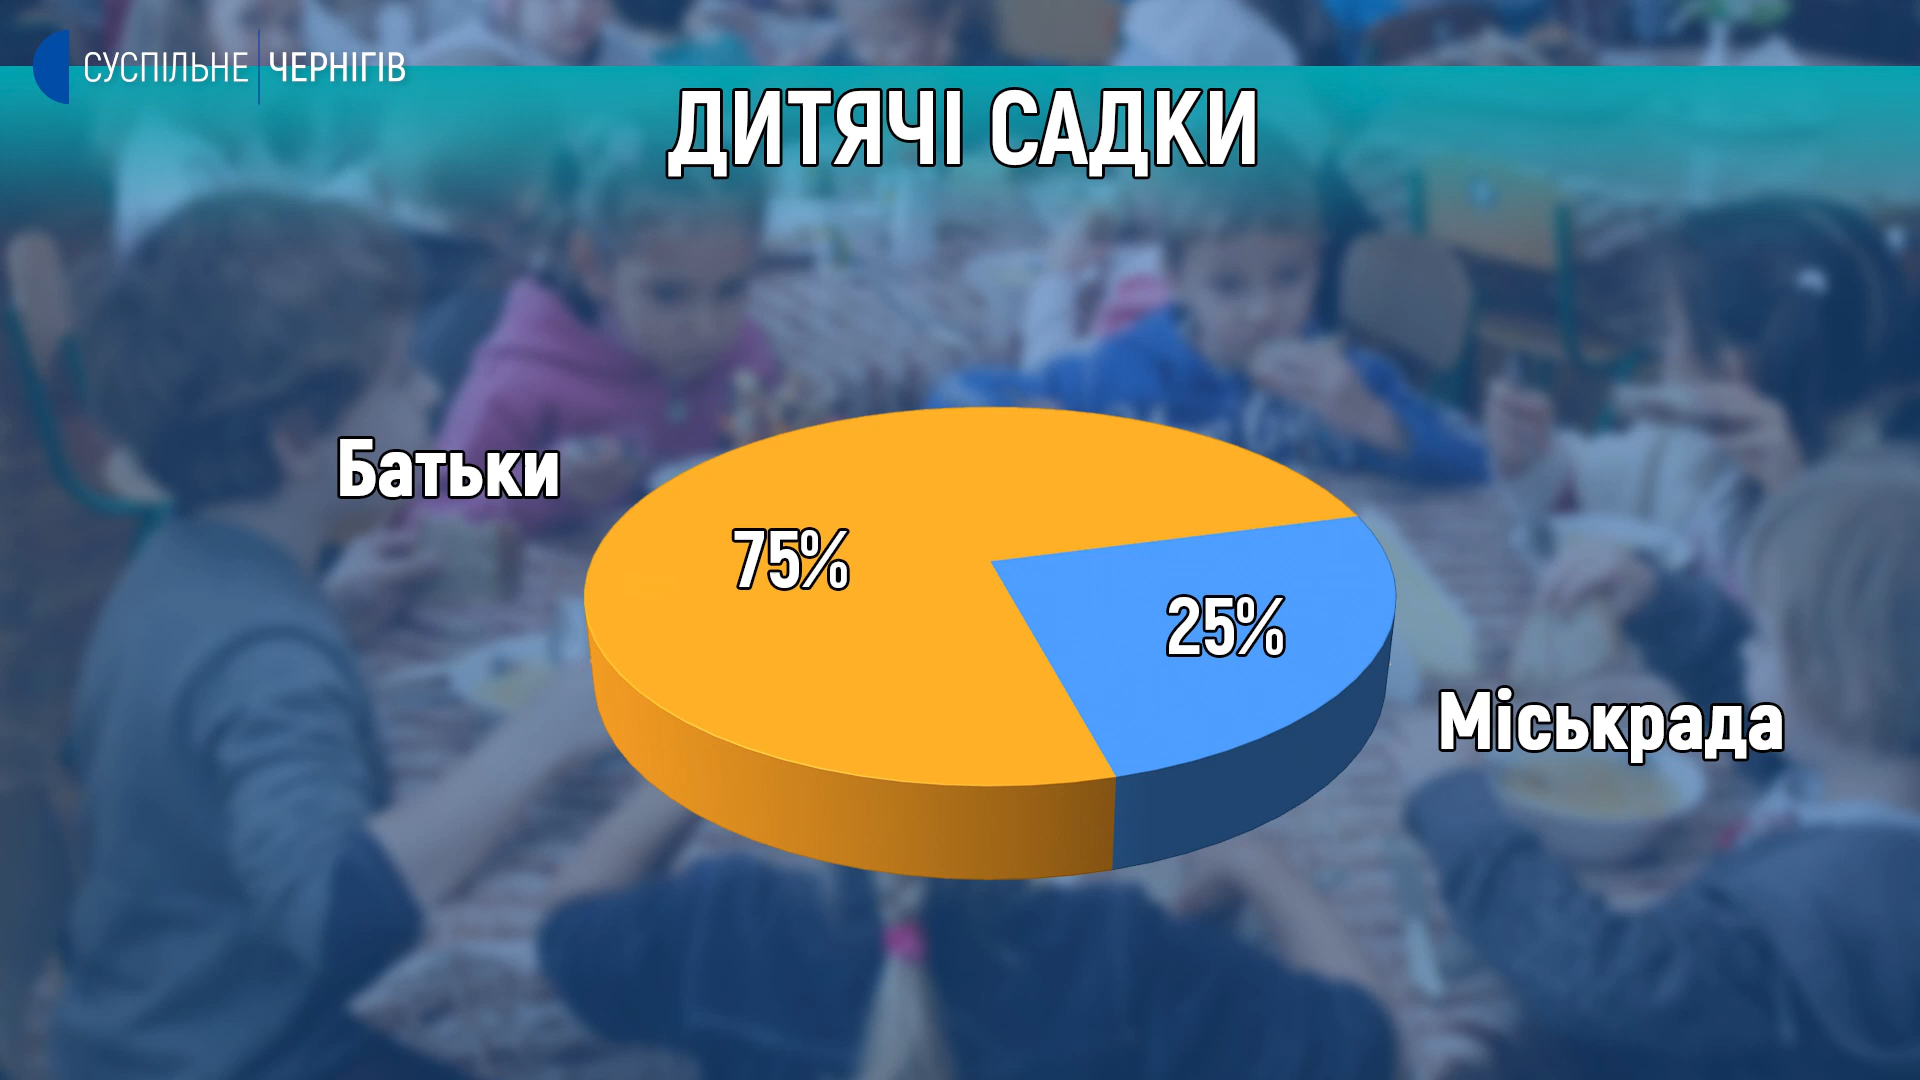 СУСПІЛЬНЕ ЧЕРНІГІВ
ДИТЯЧІ САДКИ
Батьки
75%
25%
Міськрада